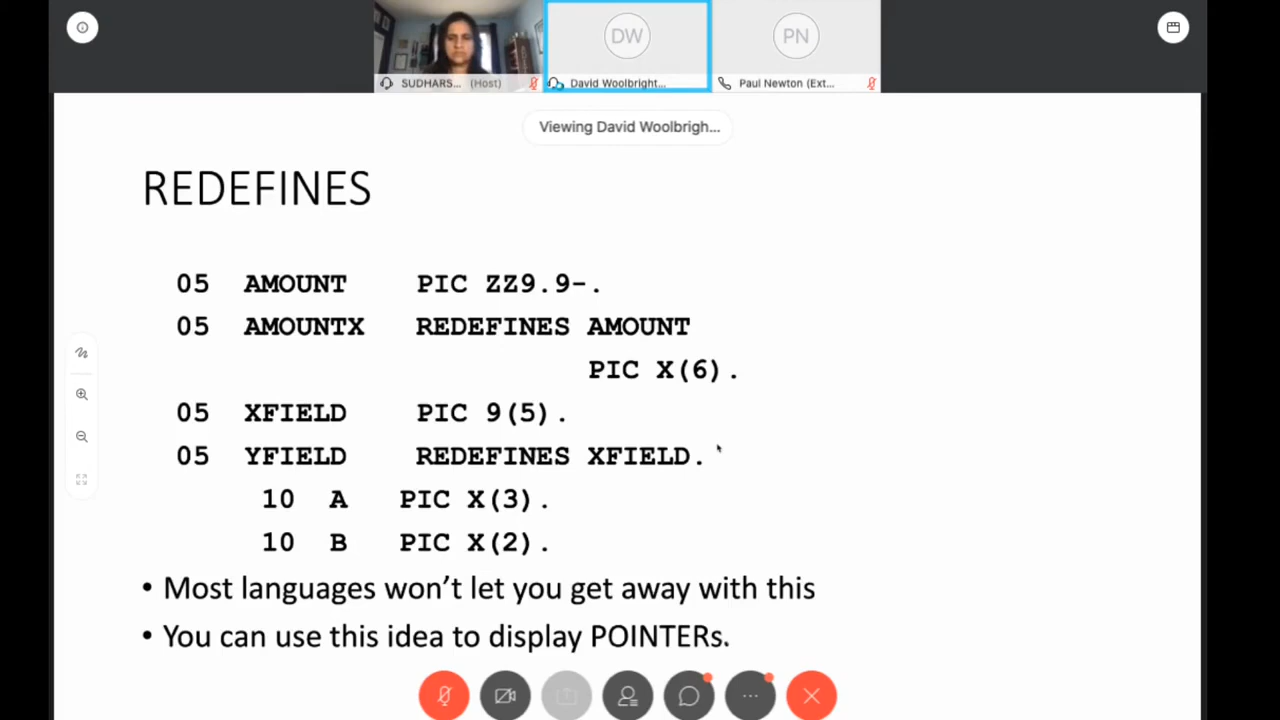 DW
PN
SUDHARS... (Host)
David Woolbright...
Paul Newton (Ext...
Viewing David Woolbrigh...
REDEFINES
05 AMOUNT PIC ZZ9.9-.
05 AMOUNTX REDEFINES AMOUNT
PIC X(6).
05 XFIELD PIC 9(5).
05 YFIELD REDEFINES XFIELD.
10 A PIC X(3).
10 B PIC X(2).
• Most languages won’t let you get away with this
• You can use this idea to display POINTERs.